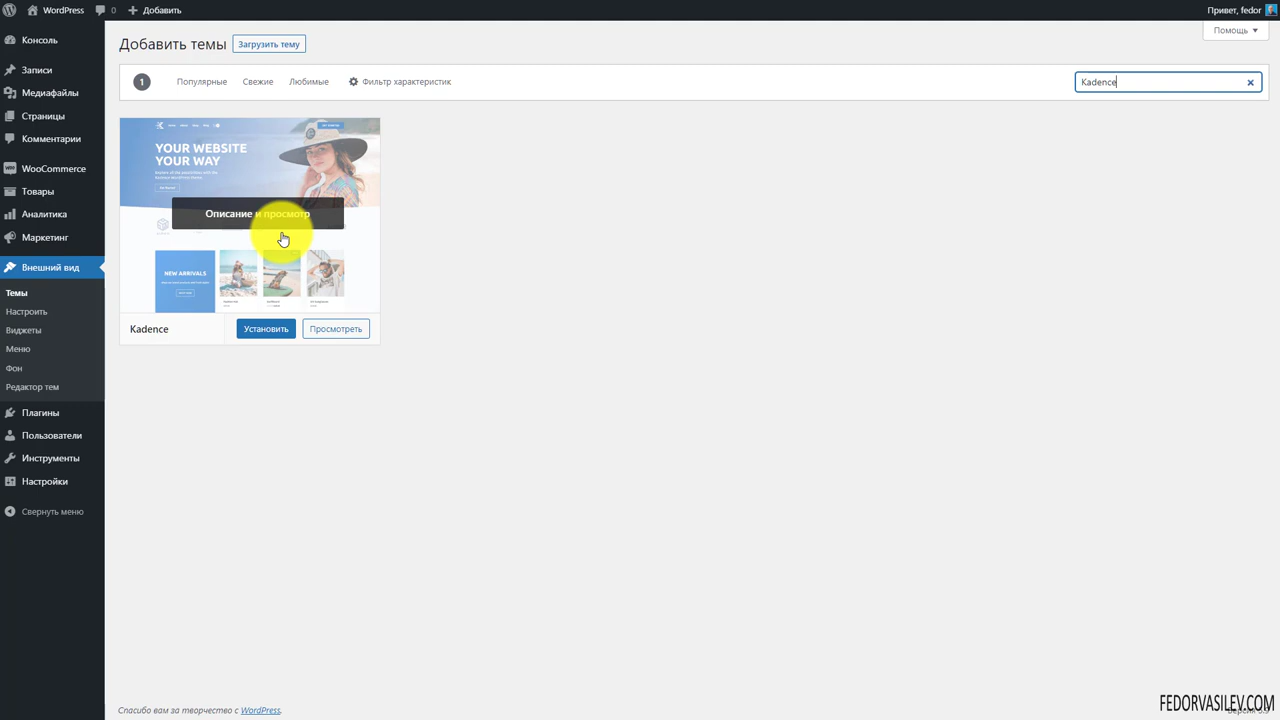 WordPress
0
Добавить
Привет, fedor
Помощь
Консоль
Записи
Медиафайлы
Страницы
Комментарии
WooCommerce
Товары
Аналитика
Маркетинг
Внешний вид
Темы
Настроить
Виджеты
Меню
Фон
Редактор тем
Плагины
Пользователи
Инструменты
Настройки
Свернуть меню
Добавить темы
Загрузить тему
1
Популярные
Свежие
Любимые
Фильтр характеристик
Kadence
YOUR WEBSITE
YOUR WAY
Описание и просмотр
NEW ARRIVALS
Kadence
Установить
Просмотреть
Спасибо вам за творчество с WordPress.
FEDORVASILEV.COM